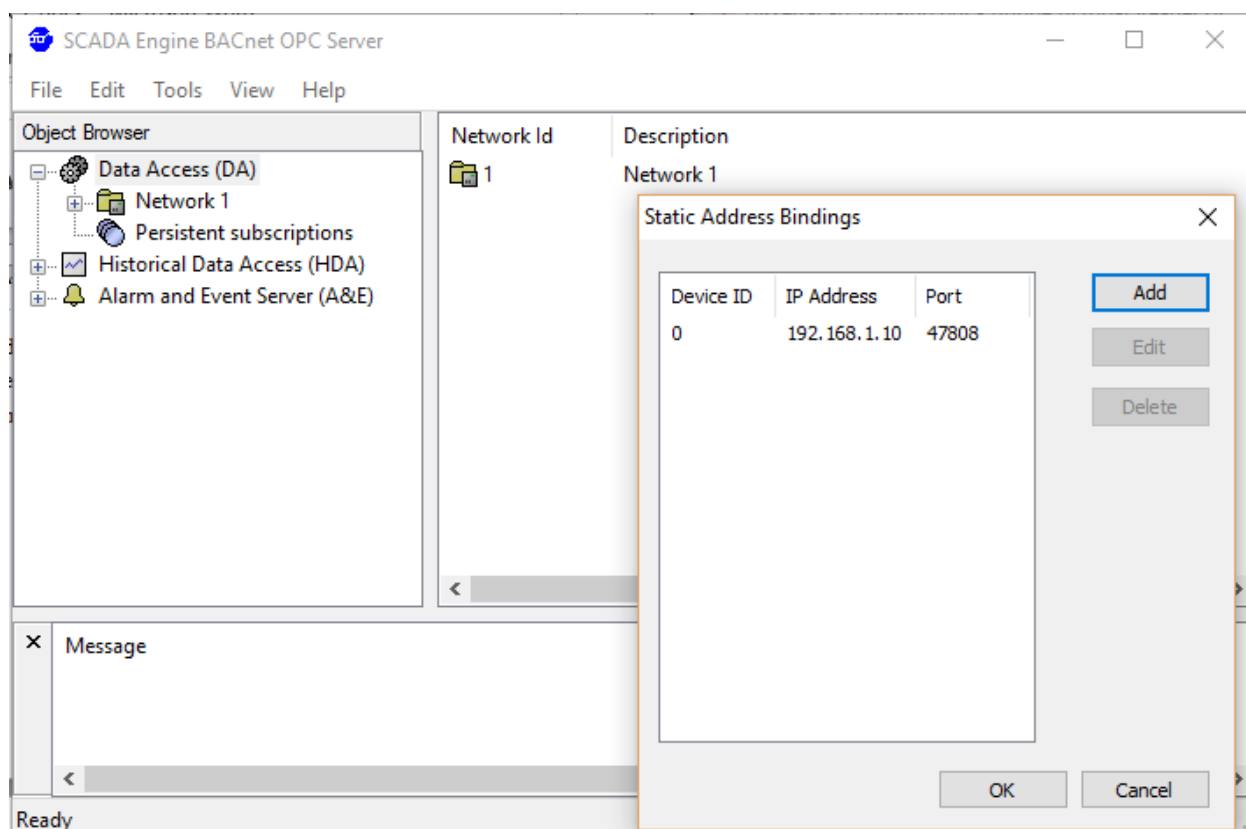 SCADA Engine BACnet OPC Server
File Edit Tools View Help
Object Browser
Data Access (DA)
Network 1
Persistent subscriptions
Historical Data Access (HDA)
Alarm and Event Server (A&E)
Network Id Description
1 Network 1
Static Address Bindings
Device ID IP Address Port
0 192.168.1.10 47808
Add
Edit
Delete
OK Cancel
Message
Ready